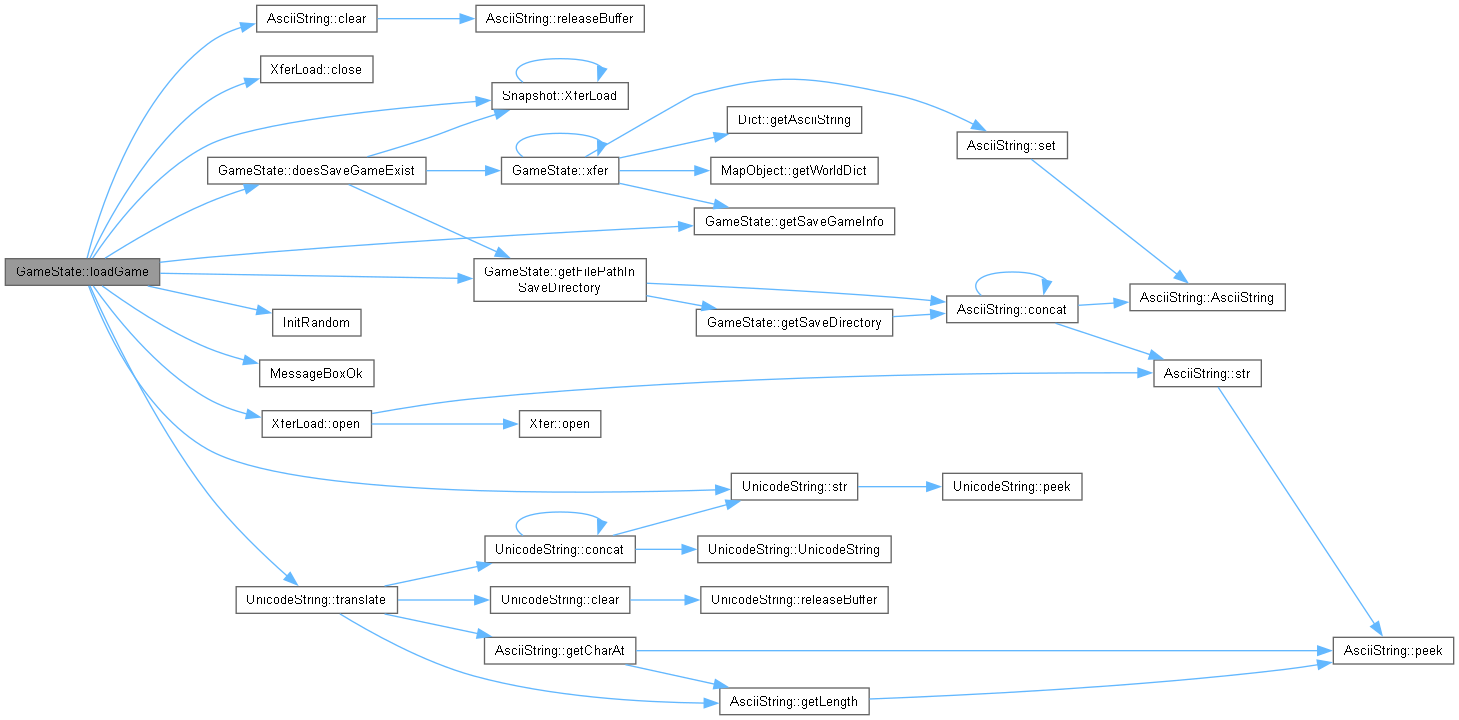 AsciiString::clear
AsciiString::releaseBuffer
XferLoad::close
Snapshot::XferLoad
Dict::getAsciiString
AsciiString::set
GameState::doesSaveGameExist
GameState::xfer
MapObject::getWorldDict
GameState::getSaveGameInfo
GameState::loadGame
GameState::getFilePathIn
SaveDirectory
AsciiString::AsciiString
AsciiString::concat
InitRandom
GameState::getSaveDirectory
MessageBoxOk
AsciiString::str
XferLoad::open
Xfer::open
UnicodeString::str
UnicodeString::peek
UnicodeString::concat
UnicodeString::UnicodeString
UnicodeString::translate
UnicodeString::clear
UnicodeString::releaseBuffer
AsciiString::getCharAt
AsciiString::peek
AsciiString::getLength